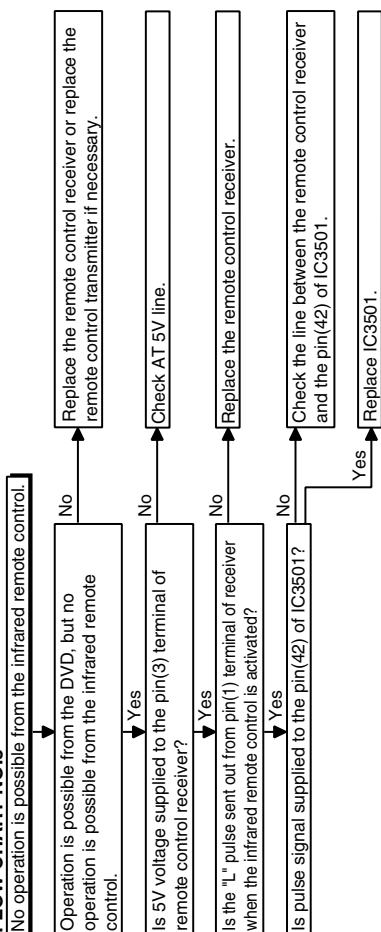 No operation is possible from the infrared remote control.
Operation is possible from the DVD, but no
operation is possible from the infrared remote
control.
No
Replace the remote control receiver or replace the
remote control transmitter if necessary.
Yes
Is 5V voltage supplied to the pin(3) terminal of
remote control receiver?
No
Check AT 5V line.
Yes
Is the "L" pulse sent out from pin(1) terminal of receiver
when the infrared remote control is activated?
No
Replace the remote control receiver.
Yes
Is pulse signal supplied to the pin(42) of IC3501?
No
Check the line between the remote control receiver
and the pin(42) of IC3501.
Yes
Replace IC3501.